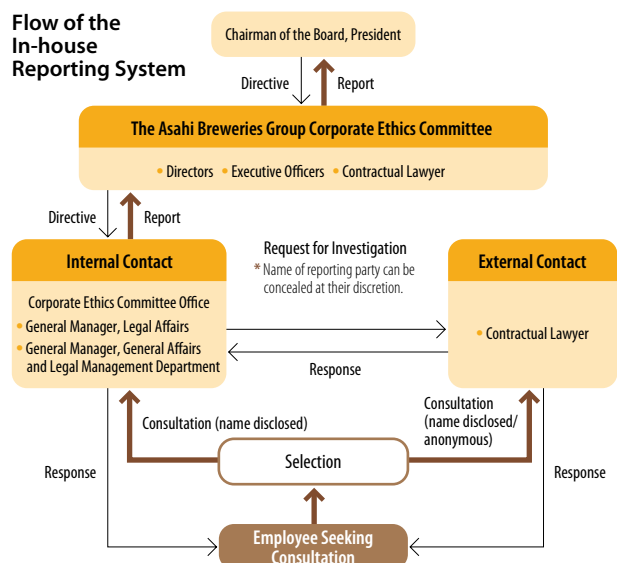 Flow of the
In-house
Reporting System
Chairman of the Board, President
Directive
Report
The Asahi Breweries Group Corporate Ethics Committee
• Directors • Executive Officers • Contractual Lawyer
Directive
Report
Internal Contact
Corporate Ethics Committee Office
• General Manager, Legal Affairs
• General Manager, General Affairs
and Legal Management Department
Request for Investigation
* Name of reporting party can be
concealed at their discretion.
External Contact
• Contractual Lawyer
Response
Consultation (name disclosed)
Consultation
(name disclosed/
anonymous)
Selection
Response
Response
Employee Seeking
Consultation